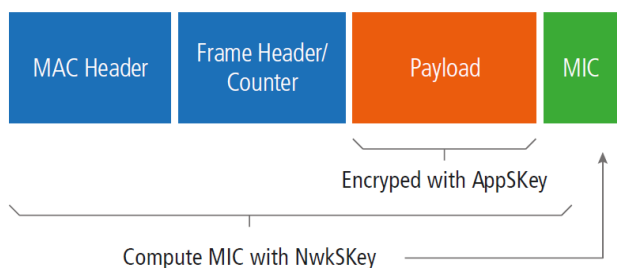 MAC Header
Frame Header/
Counter
Payload
MIC
Encryped with AppSKey
Compute MIC with NwkSKey